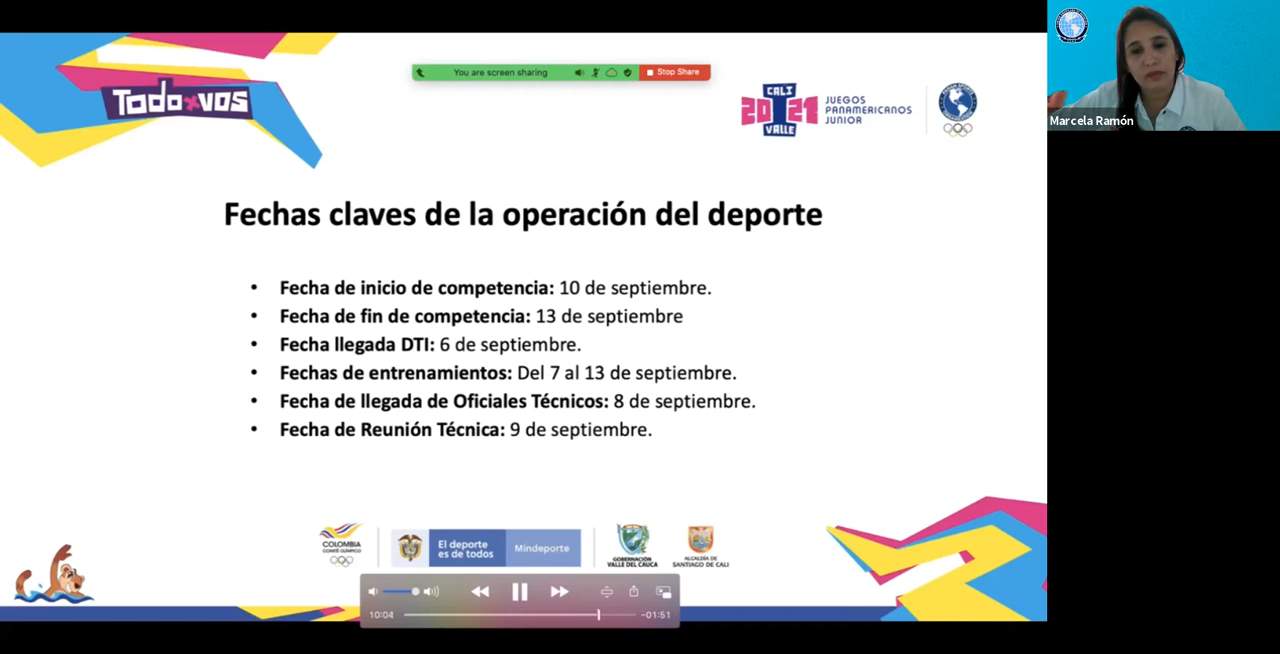 You are screen sharing
Stop Share
Todo x vos
CALI
2021
VALLE
JUEGOS
PANAMERICANOS
JUNIOR
Marcela Ramón
Fechas claves de la operación del deporte
• Fecha de inicio de competencia: 10 de septiembre.
• Fecha de fin de competencia: 13 de septiembre
• Fecha llegada DTI: 6 de septiembre.
• Fechas de entrenamientos: Del 7 al 13 de septiembre.
• Fecha de llegada de Oficiales Técnicos: 8 de septiembre.
• Fecha de Reunión Técnica: 9 de septiembre.
COLOMBIA
COMITÉ OLÍMPICO
El deporte
es de todos
Mindeporte
GOBERNACIÓN
VALLE DEL CAUCA
ALCALDÍA DE
SANTIAGO DE CALI
10:04
-01:51